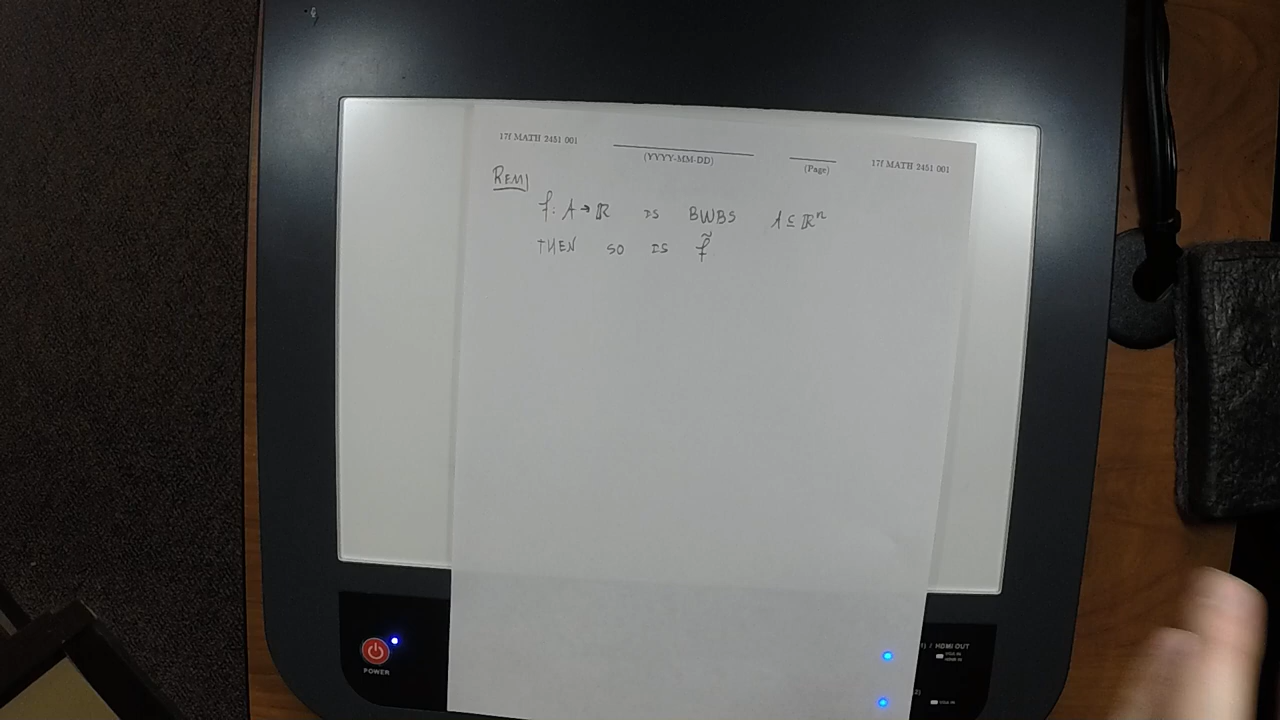 17f MATH 2451 001
(YYYY-MM-DD)
(Page)
17f MATH 2451 001
REM
f: A → ℝ IS BWBS A ⊆ ℝⁿ
THEN SO IS f̃
POWER
/ HDMI OUT